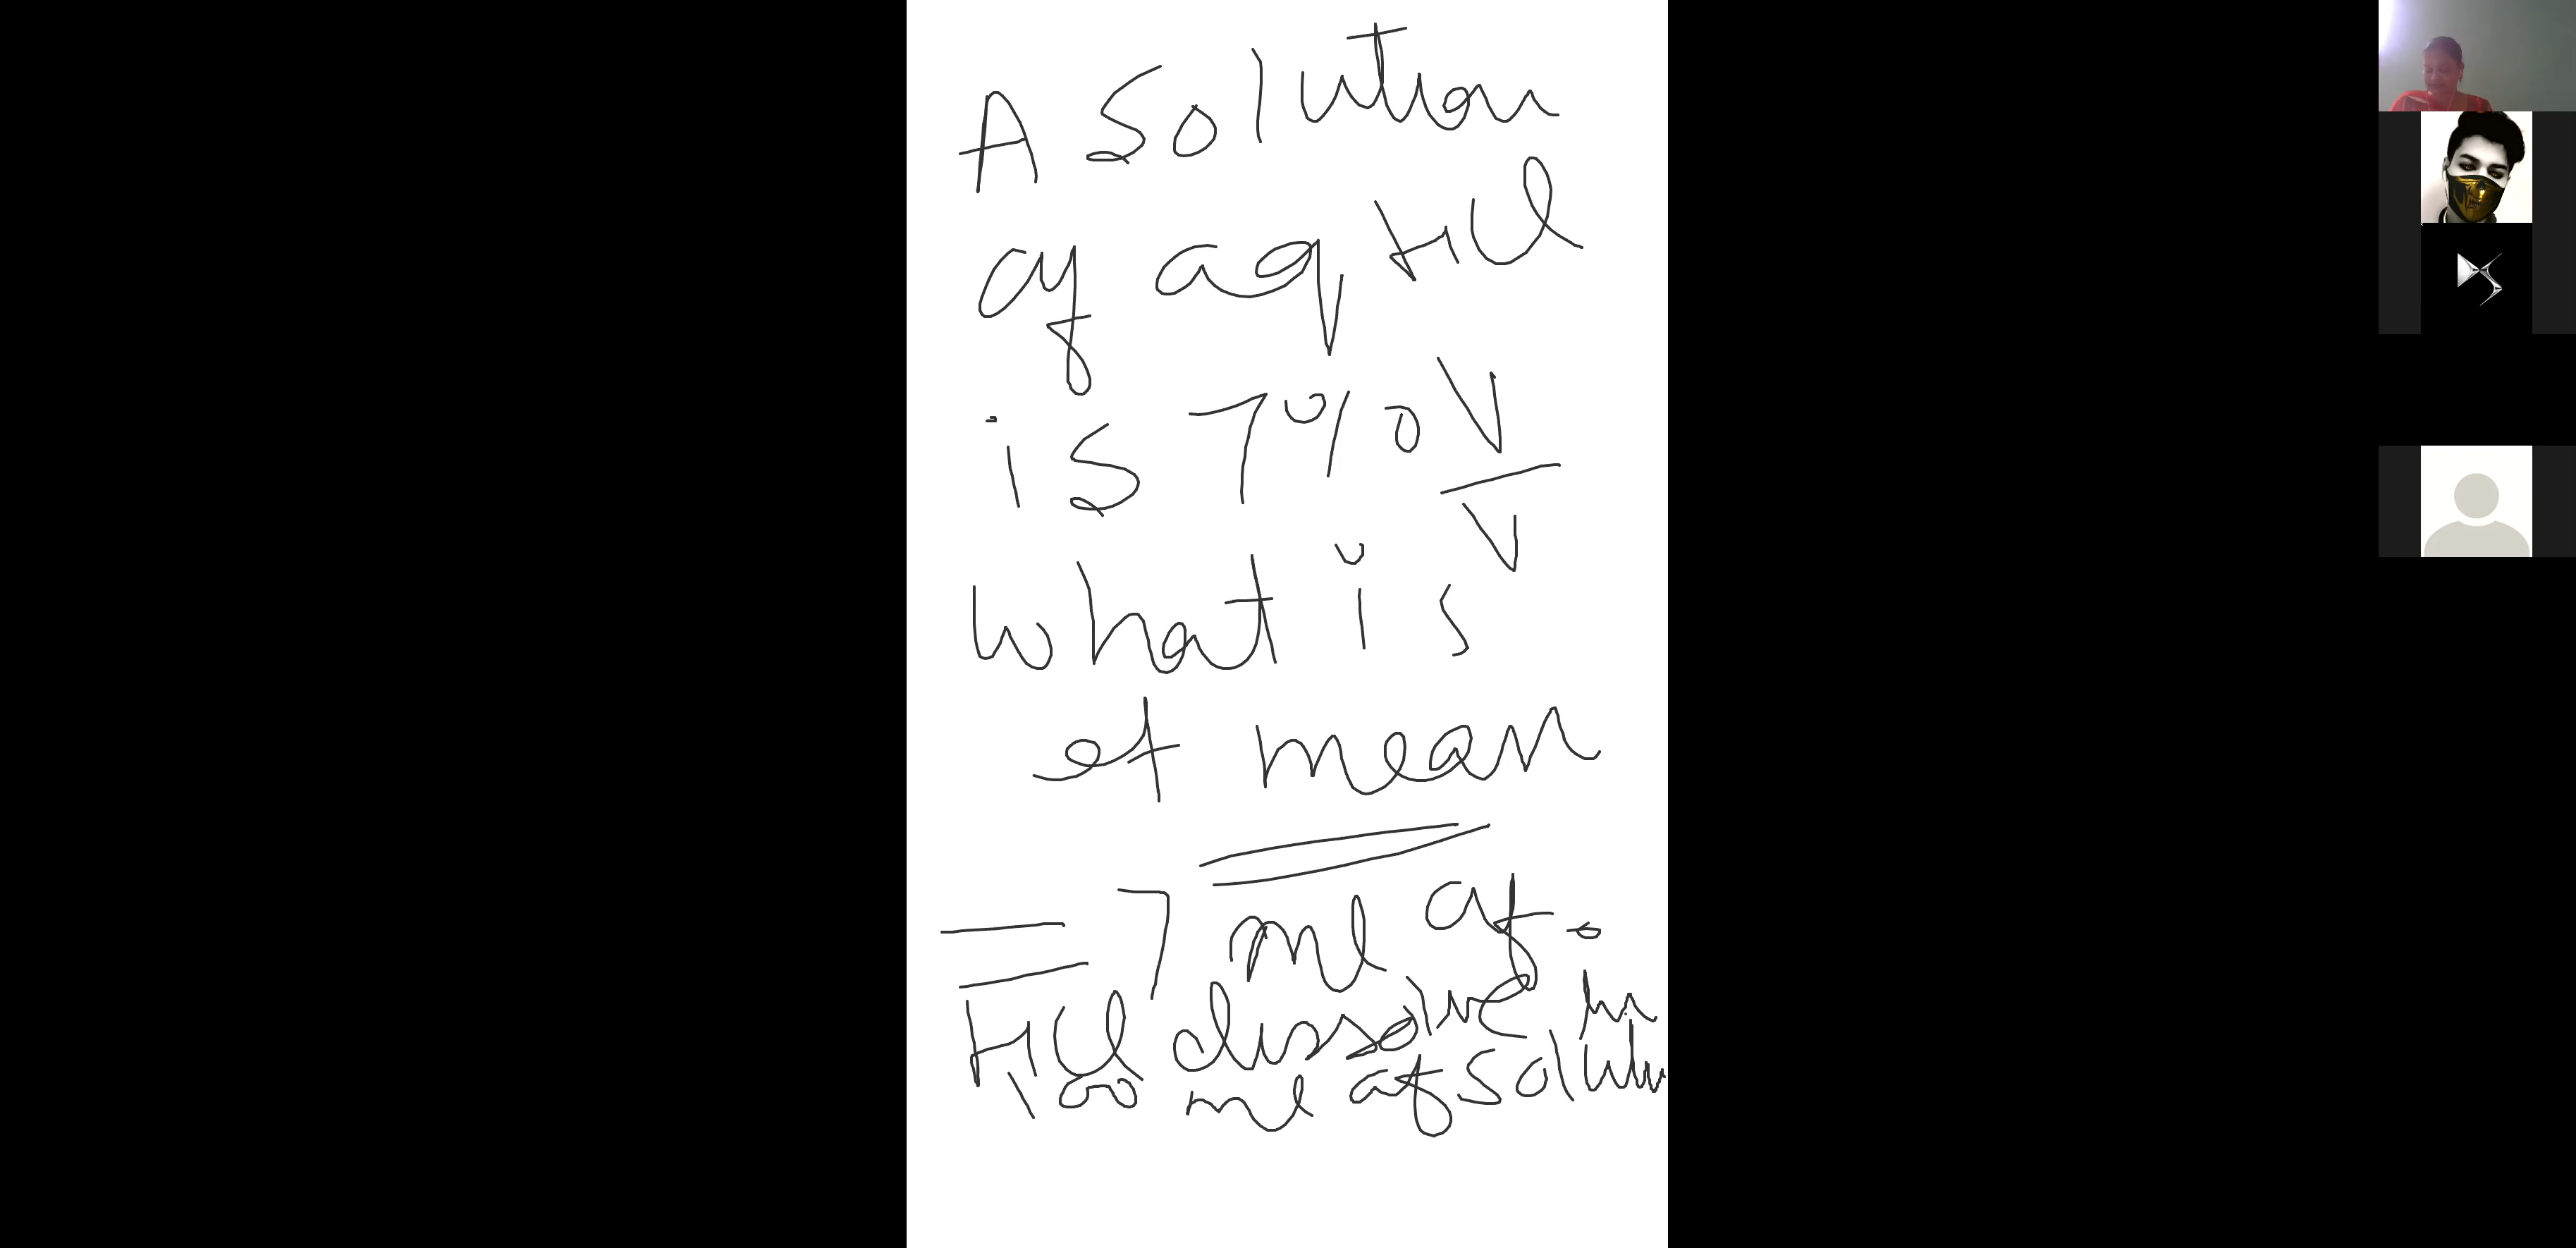 A Solution
of aq HCl
is 7% V/V
what is
it mean
= 7 ml of
HCl dissolve in
100 ml of Solutn